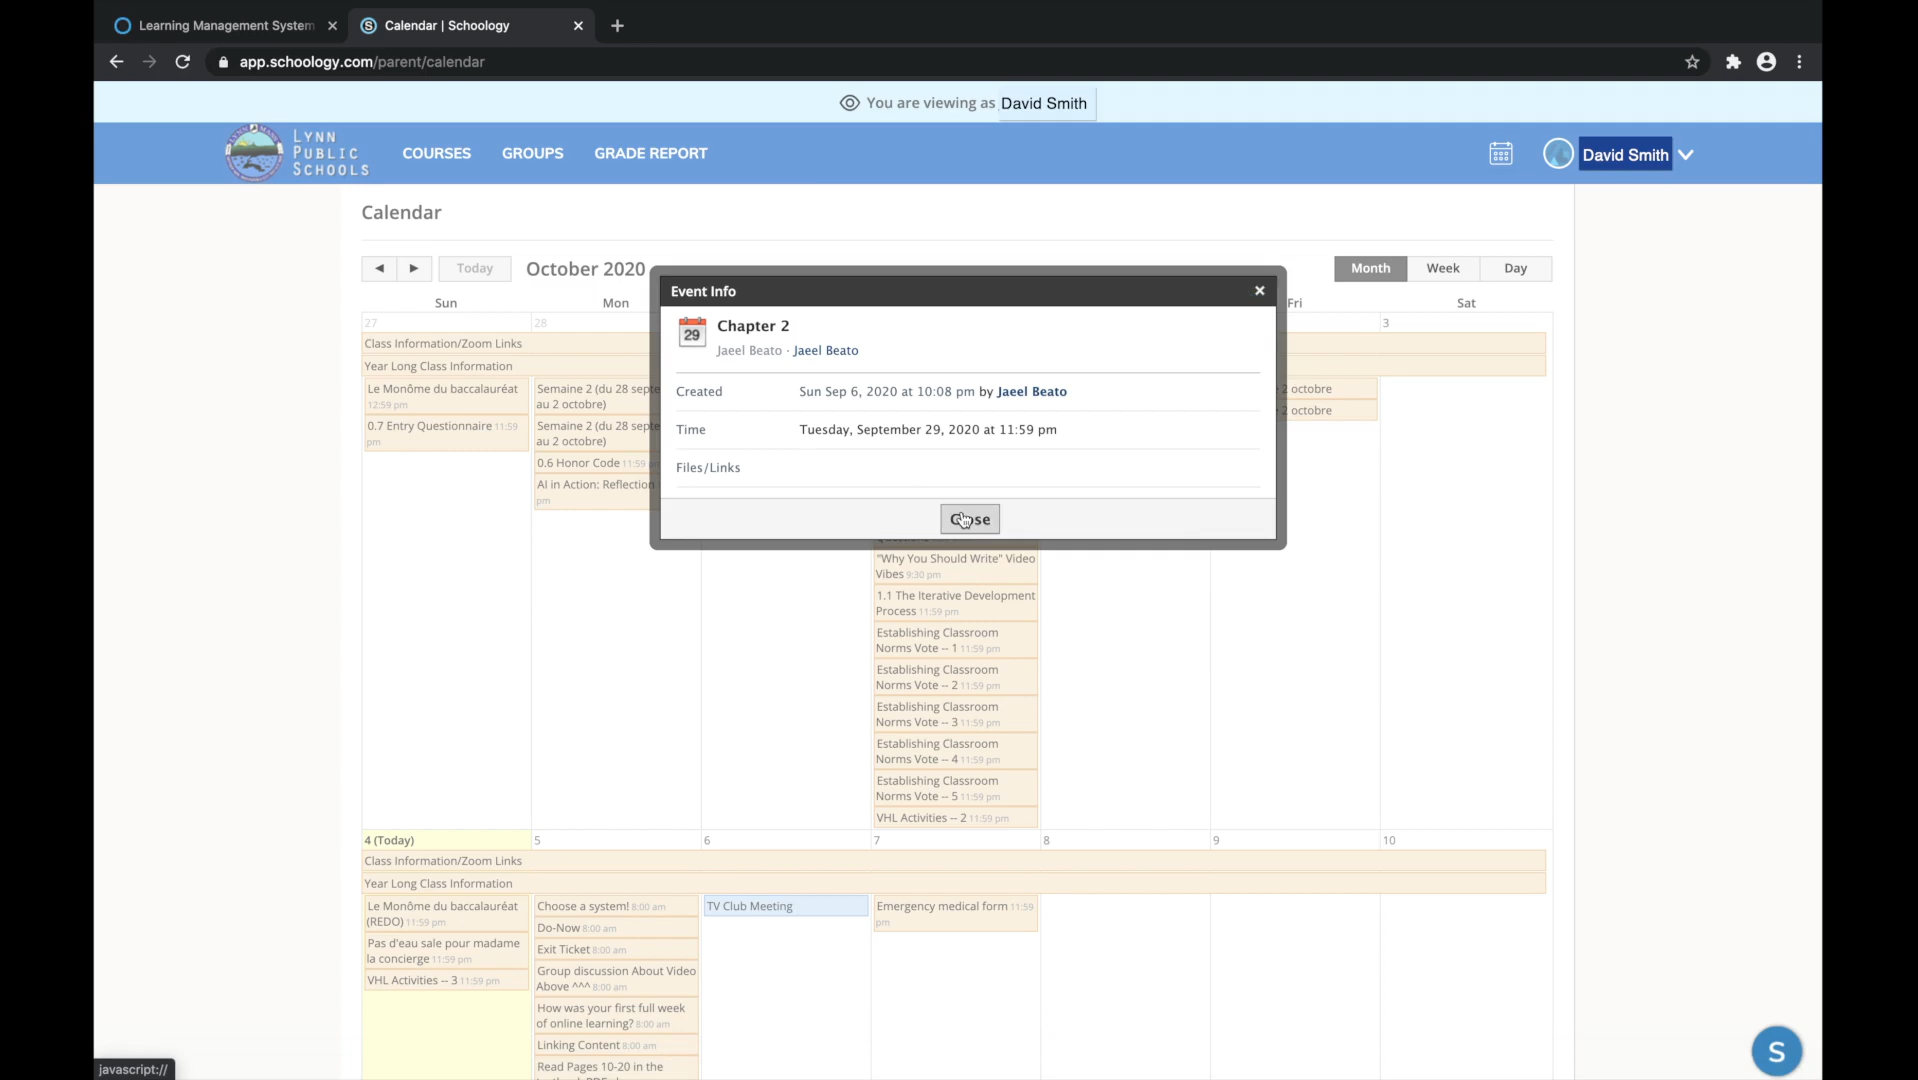 Learning Management System
Calendar | Schoology
app.schoology.com/parent/calendar
You are viewing as David Smith
LYNN
PUBLIC
SCHOOLS
COURSES
GROUPS
GRADE REPORT
David Smith
Calendar
Today
October 2020
Month
Week
Day
Sun
Mon
Fri
Sat
27
28
3
Class Information/Zoom Links
Year Long Class Information
Le Monôme du baccalauréat
12:59 pm
0.7 Entry Questionnaire 11:59
pm
Semaine 2 (du 28 septe
au 2 octobre)
Semaine 2 (du 28 septe
au 2 octobre)
0.6 Honor Code 11:59
AI in Action: Reflection
pm
2 octobre
2 octobre
Event Info
29
Chapter 2
Jaeel Beato · Jaeel Beato
Created
Sun Sep 6, 2020 at 10:08 pm by Jaeel Beato
Time
Tuesday, September 29, 2020 at 11:59 pm
Files/Links
Close
"Why You Should Write" Video
Vibes 9:30 pm
1.1 The Iterative Development
Process 11:59 pm
Establishing Classroom
Norms Vote -- 1 11:59 pm
Establishing Classroom
Norms Vote -- 2 11:59 pm
Establishing Classroom
Norms Vote -- 3 11:59 pm
Establishing Classroom
Norms Vote -- 4 11:59 pm
Establishing Classroom
Norms Vote -- 5 11:59 pm
VHL Activities -- 2 11:59 pm
4 (Today)
5
6
7
8
9
10
Class Information/Zoom Links
Year Long Class Information
Le Monôme du baccalauréat
(REDO) 11:59 pm
Pas d'eau sale pour madame
la concierge 11:59 pm
VHL Activities -- 3 11:59 pm
Choose a system! 8:00 am
Do-Now 8:00 am
Exit Ticket 8:00 am
Group discussion About Video
Above ^^^ 8:00 am
How was your first full week
of online learning? 8:00 am
Linking Content 8:00 am
Read Pages 10-20 in the
TV Club Meeting
Emergency medical form 11:59
pm
S
javascript://